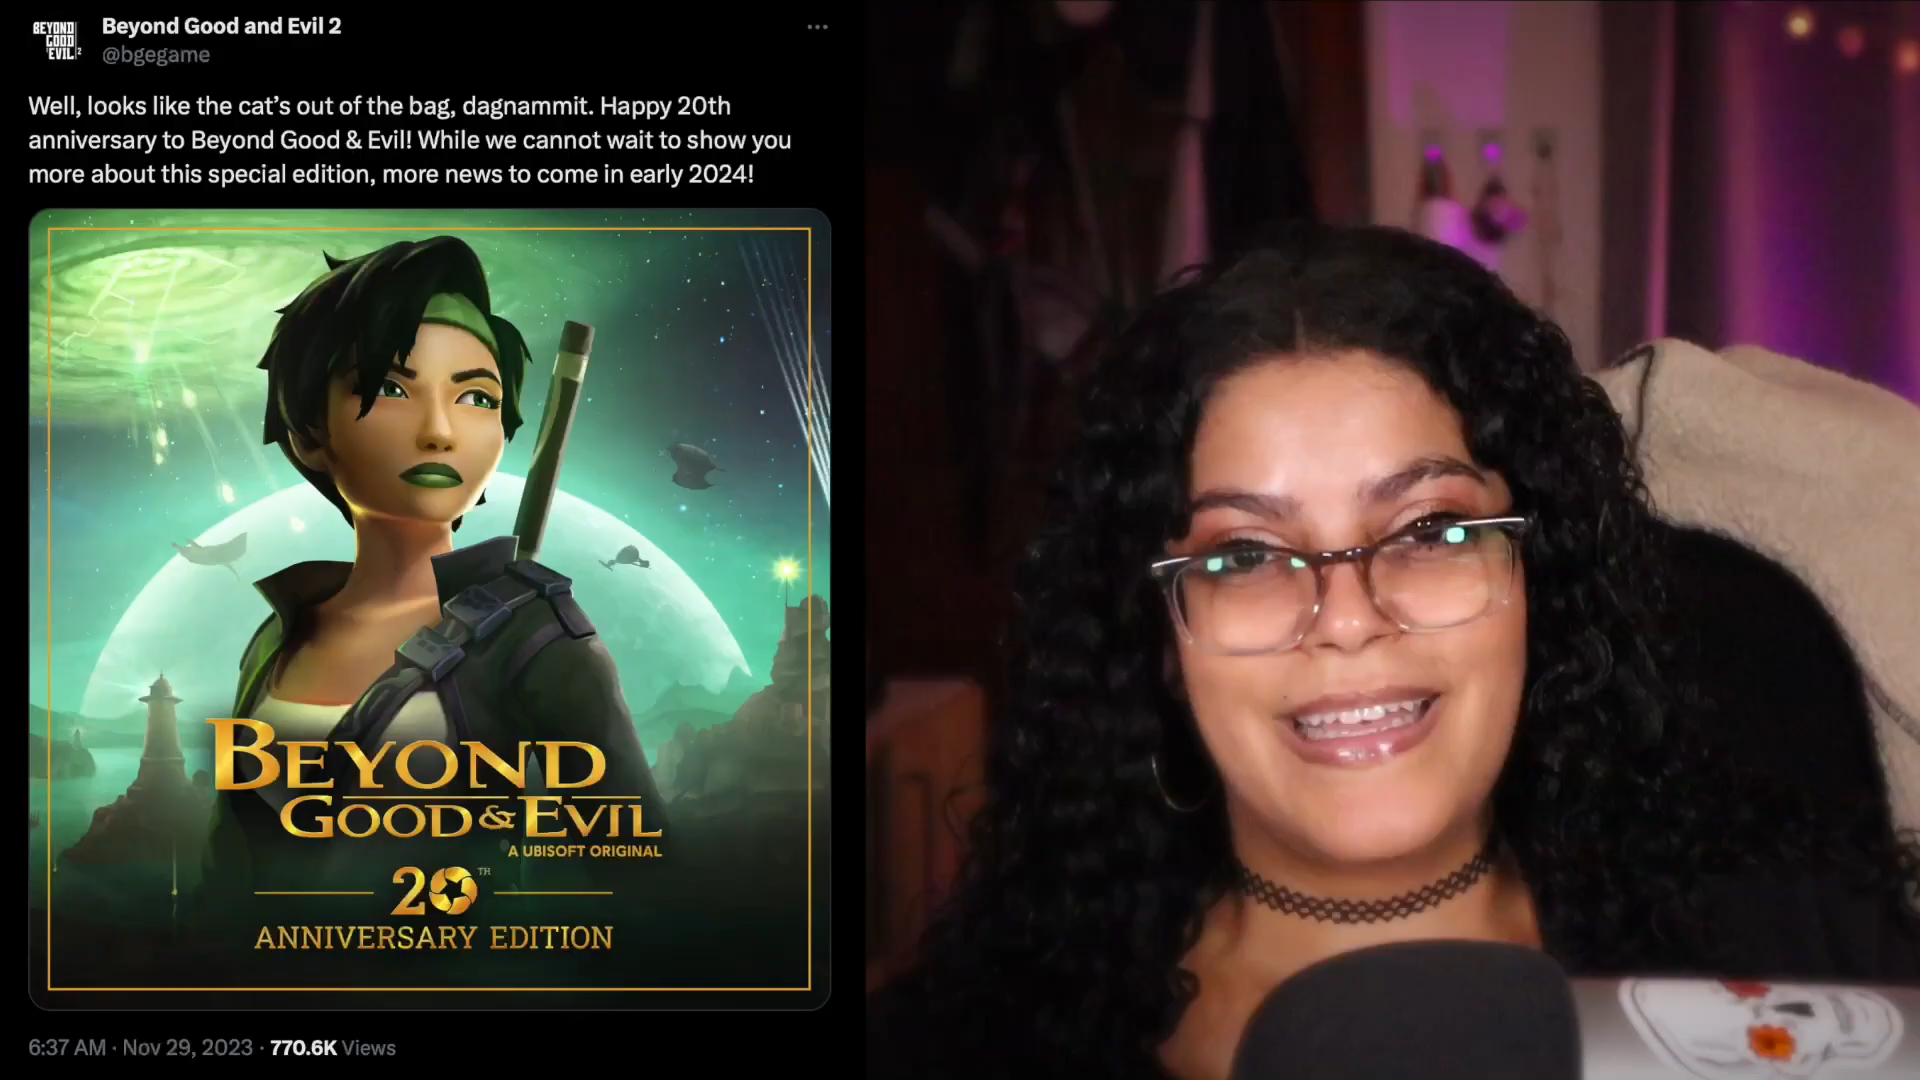 BEYOND
GOOD
EVIL 2
Beyond Good and Evil 2
@bgegame
Well, looks like the cat’s out of the bag, dagnammit. Happy 20th
anniversary to Beyond Good & Evil! While we cannot wait to show you
more about this special edition, more news to come in early 2024!
BEYOND
GOOD & EVIL
A UBISOFT ORIGINAL
20TH
ANNIVERSARY EDITION
6:37 AM · Nov 29, 2023 · 770.6K Views